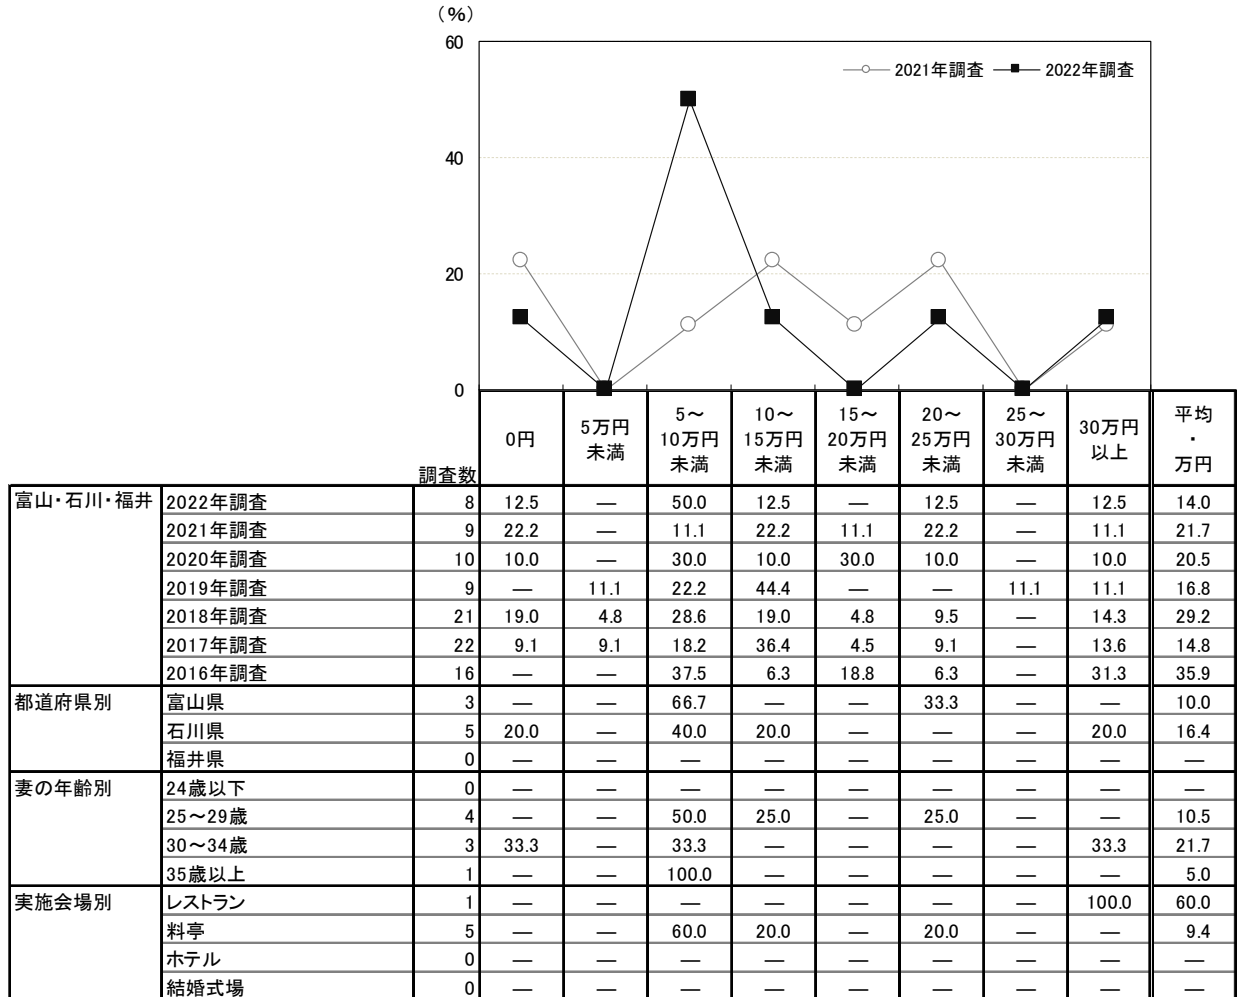 （％）
60
40
20
0
2021年調査 2022年調査
調査数 0円 5万円未満 5～10万円未満 10～15万円未満 15～20万円未満 20～25万円未満 25～30万円未満 30万円以上 平均・万円
富山・石川・福井 2022年調査 8 12.5 — 50.0 12.5 — 12.5 — 12.5 14.0
2021年調査 9 22.2 — 11.1 22.2 11.1 22.2 — 11.1 21.7
2020年調査 10 10.0 — 30.0 10.0 30.0 10.0 — 10.0 20.5
2019年調査 9 — 11.1 22.2 44.4 — — 11.1 11.1 16.8
2018年調査 21 19.0 4.8 28.6 19.0 4.8 9.5 — 14.3 29.2
2017年調査 22 9.1 9.1 18.2 36.4 4.5 9.1 — 13.6 14.8
2016年調査 16 — — 37.5 6.3 18.8 6.3 — 31.3 35.9
都道府県別 富山県 3 — — 66.7 — — 33.3 — — 10.0
石川県 5 20.0 — 40.0 20.0 — — — 20.0 16.4
福井県 0 — — — — — — — — —
妻の年齢別 24歳以下 0 — — — — — — — — —
25～29歳 4 — — 50.0 25.0 — 25.0 — — 10.5
30～34歳 3 33.3 — 33.3 — — — — 33.3 21.7
35歳以上 1 — — 100.0 — — — — — 5.0
実施会場別 レストラン 1 — — — — — — — 100.0 60.0
料亭 5 — — 60.0 20.0 — 20.0 — — 9.4
ホテル 0 — — — — — — — — —
結婚式場 0 — — — — — — — — —